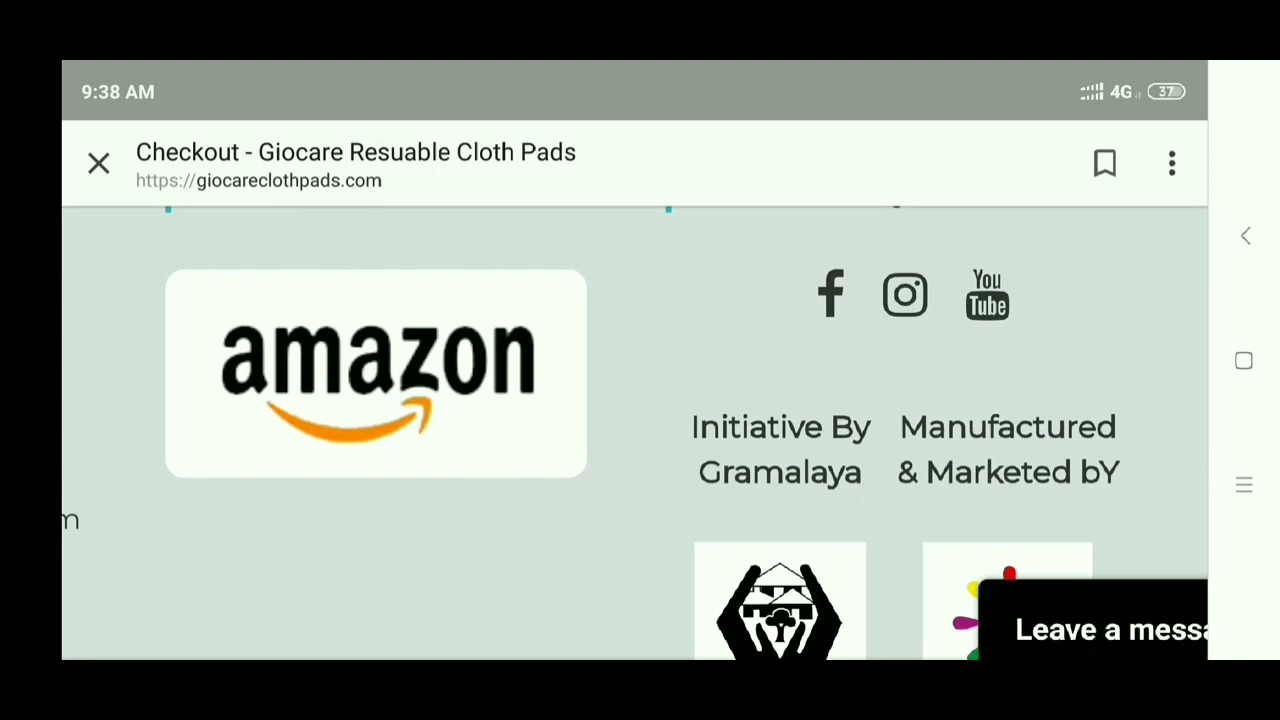 9:38 AM
4G
37
Checkout - Giocare Resuable Cloth Pads
https://giocareclothpads.com
amazon
You
Tube
Initiative By
Gramalaya
Manufactured
& Marketed bY
m
Leave a messa